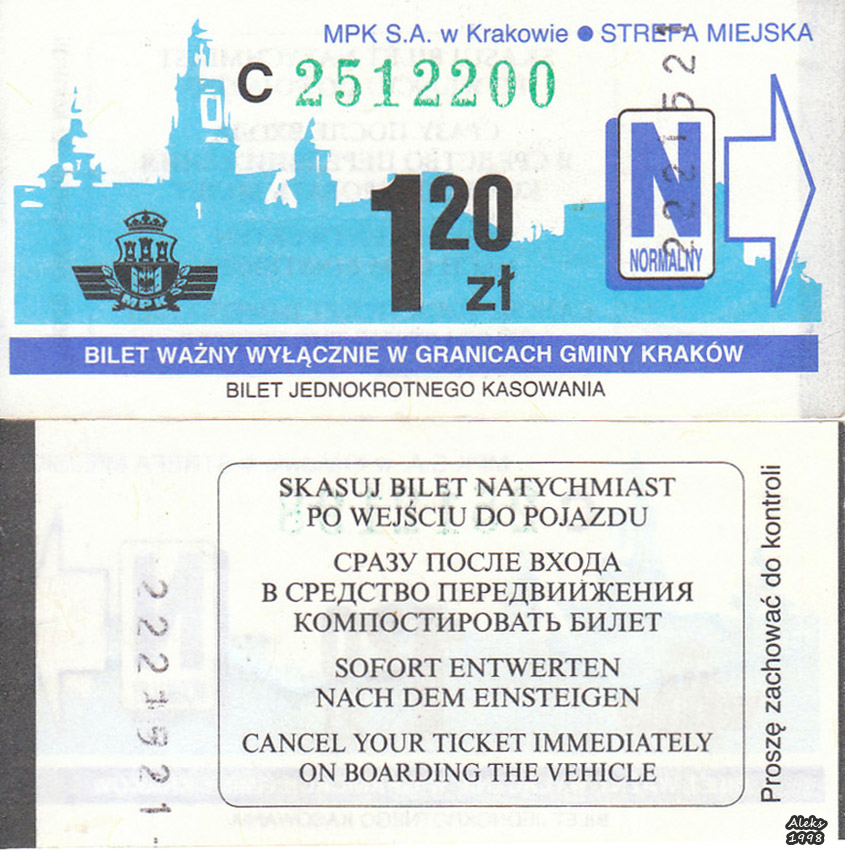 MPK S.A. w Krakowie ● STREFA MIEJSKA
C 2512200
1 20 zł
N
NORMALNY
MPK
BILET WAŻNY WYŁĄCZNIE W GRANICACH GMINY KRAKÓW
BILET JEDNOKROTNEGO KASOWANIA
SKASUJ BILET NATYCHMIAST
PO WEJŚCIU DO POJAZDU
СРАЗУ ПОСЛЕ ВХОДА
В СРЕДСТВО ПЕРЕДВИИЖЕНИЯ
КОМПОСТИРОВАТЬ БИЛЕТ
SOFORT ENTWERTEN
NACH DEM EINSTEIGEN
CANCEL YOUR TICKET IMMEDIATELY
ON BOARDING THE VEHICLE
Proszę zachować do kontroli
Aleks
1998